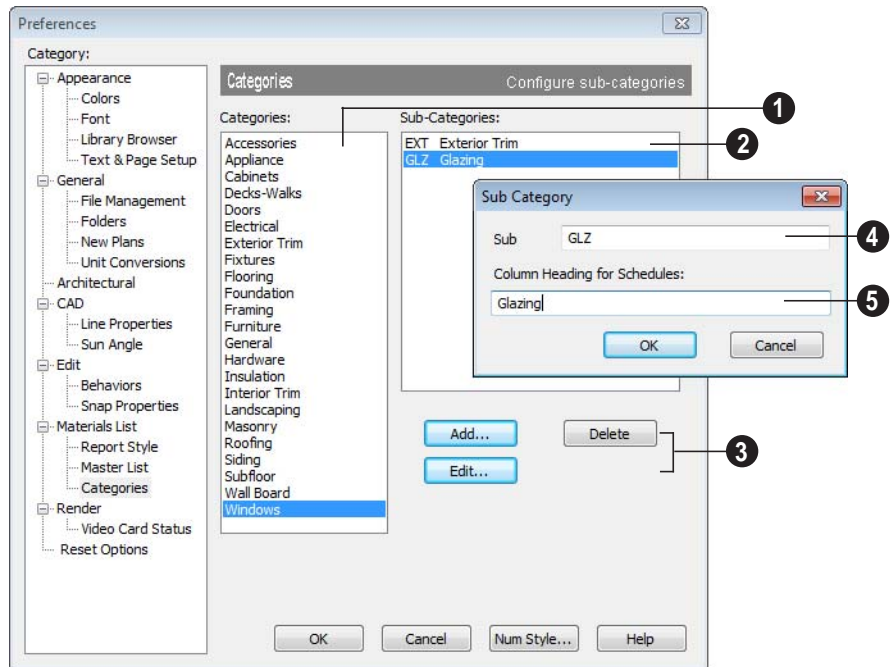 Preferences
Category:
Appearance
Colors
Font
Library Browser
Text & Page Setup
General
File Management
Folders
New Plans
Unit Conversions
Architectural
CAD
Line Properties
Sun Angle
Edit
Behaviors
Snap Properties
Materials List
Report Style
Master List
Categories
Render
Video Card Status
Reset Options
Categories Configure sub-categories
Categories:
Accessories
Appliance
Cabinets
Decks-Walks
Doors
Electrical
Exterior Trim
Fixtures
Flooring
Foundation
Framing
Furniture
General
Hardware
Insulation
Interior Trim
Landscaping
Masonry
Roofing
Siding
Subfloor
Wall Board
Windows
Sub-Categories:
EXT Exterior Trim
GLZ Glazing
Sub Category
Sub GLZ
Column Heading for Schedules:
Glazing
OK Cancel
Add... Delete
Edit...
OK Cancel Num Style... Help
1
2
4
5
3